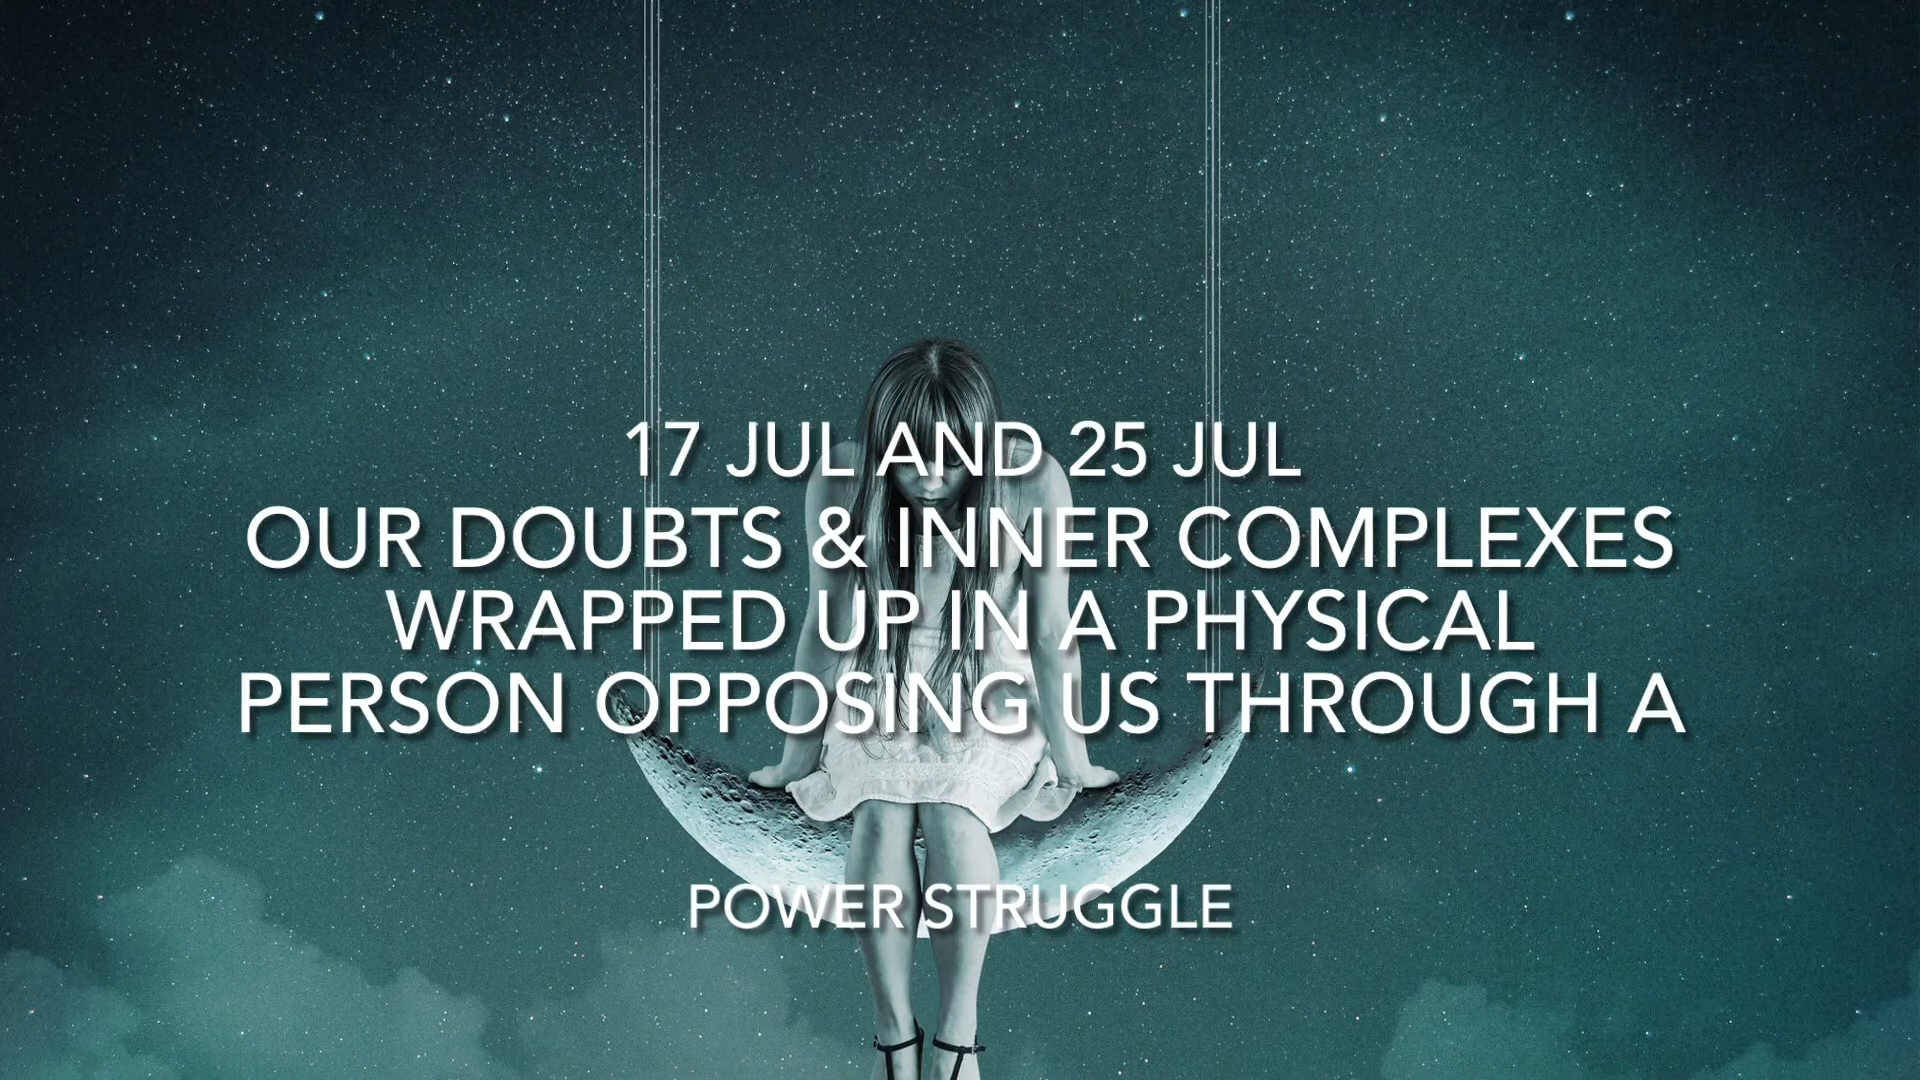 17 JUL AND 25 JUL
OUR DOUBTS & INNER COMPLEXES
WRAPPED UP IN A PHYSICAL
PERSON OPPOSING US THROUGH A
POWER STRUGGLE